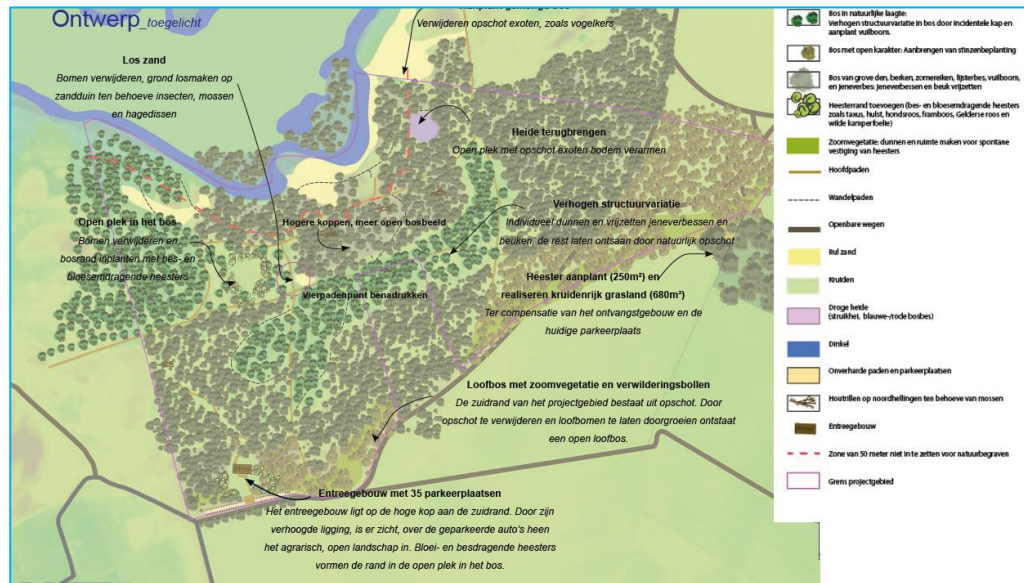 Ontwerp_toegelicht
Verwijderen opschot exoten, zoals vogelkers
Los zand
Bomen verwijderen, grond losmaken op
zandduin ten behoeve insecten, mossen
en hagedissen
Heide terugbrengen
Open plek met opschot exoten bodem verarmen
Open plek in het bos
Bomen verwijderen en
bosrand inplanten met bes- en
bloesemdragende heesters
Hogere koppen, meer open bosbeeld
Verhogen structuurvariatie
Individueel dunnen en vrijzetten jeneverbessen en
beuken, de rest laten ontsaan door natuurlijk opschot
Vierpadenpunt benadrukken
Heester aanplant (250m²) en
realiseren kruidenrijk grasland (680m²)
Ter compensatie van het ontvangstgebouw en de
huidige parkeerplaats
Loofbos met zoomvegetatie en verwilderingsbollen
De zuidrand van het projectgebied bestaat uit opschot. Door
opschot te verwijderen en loofbomen te laten doorgroeien ontstaat
een open loofbos.
Entreegebouw met 35 parkeerplaatsen
Het entreegebouw ligt op de hoge kop aan de zuidrand. Door zijn
verhoogde ligging, is er zicht, over de geparkeerde auto's heen
het agrarisch, open landschap in. Bloei- en besdragende heesters
vormen de rand in de open plek in het bos.
Bos in natuurlijke laagte:
Verhogen structuurvariatie in bos door incidentele kap en
aanplant vuilboom.
Bos met open karakter: Aanbrengen van stinzenbeplanting
Bos van grove den, berken, zomereiken, lijsterbes, vuilboom,
en jeneverbes: jeneverbessen en beuk vrijzetten
Heesterrand toevoegen (bes- en bloesemdragende heesters
zoals taxus, hulst, hondsroos, framboos, Gelderse roos en
wilde kamperfoelie)
Zoomvegetatie: dunnen en ruimte maken voor spontane
vestiging van heesters
Hoofdpaden
Wandelpaden
Openbare wegen
Rul zand
Kruiden
Droge heide
(struikhei, blauwe-/rode bosbes)
Dinkel
Onverharde paden en parkeerplaatsen
Houtrillen op noordhellingen ten behoeve van mossen
Entreegebouw
Zone van 50 meter niet in te zetten voor natuurbegraven
Grens projectgebied